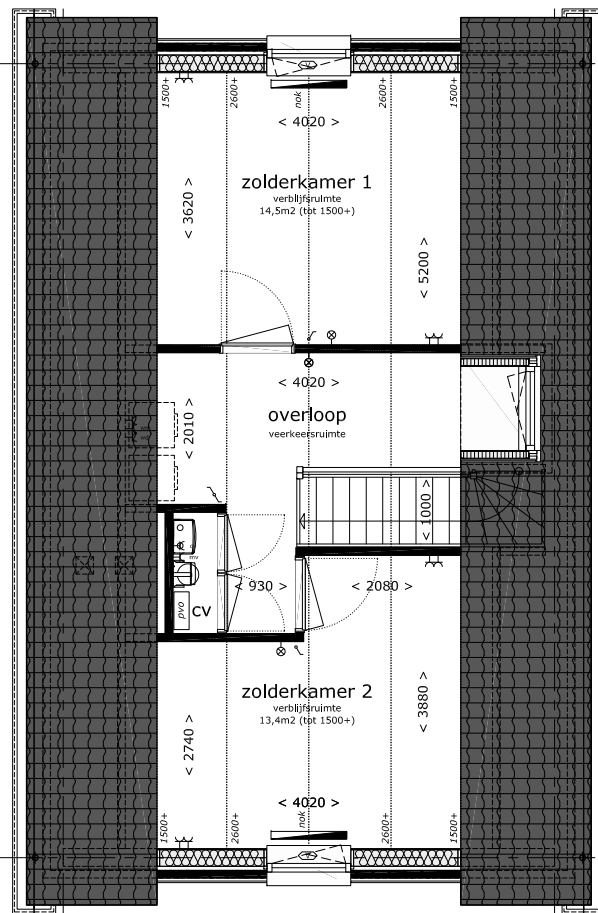 1500+
2600+
nok
2600+
1500+
< 4020 >
zolderkamer 1
verblijfsruimte
14,5m2 (tot 1500+)
< 3620 >
< 5200 >
< 4020 >
overloop
veerkeersruimte
< 2010 >
< 1000 >
mv
< 930 >
< 2080 >
pvo
CV
zolderkamer 2
verblijfsruimte
13,4m2 (tot 1500+)
< 2740 >
< 3880 >
< 4020 >
1500+
2600+
nok
2600+
1500+